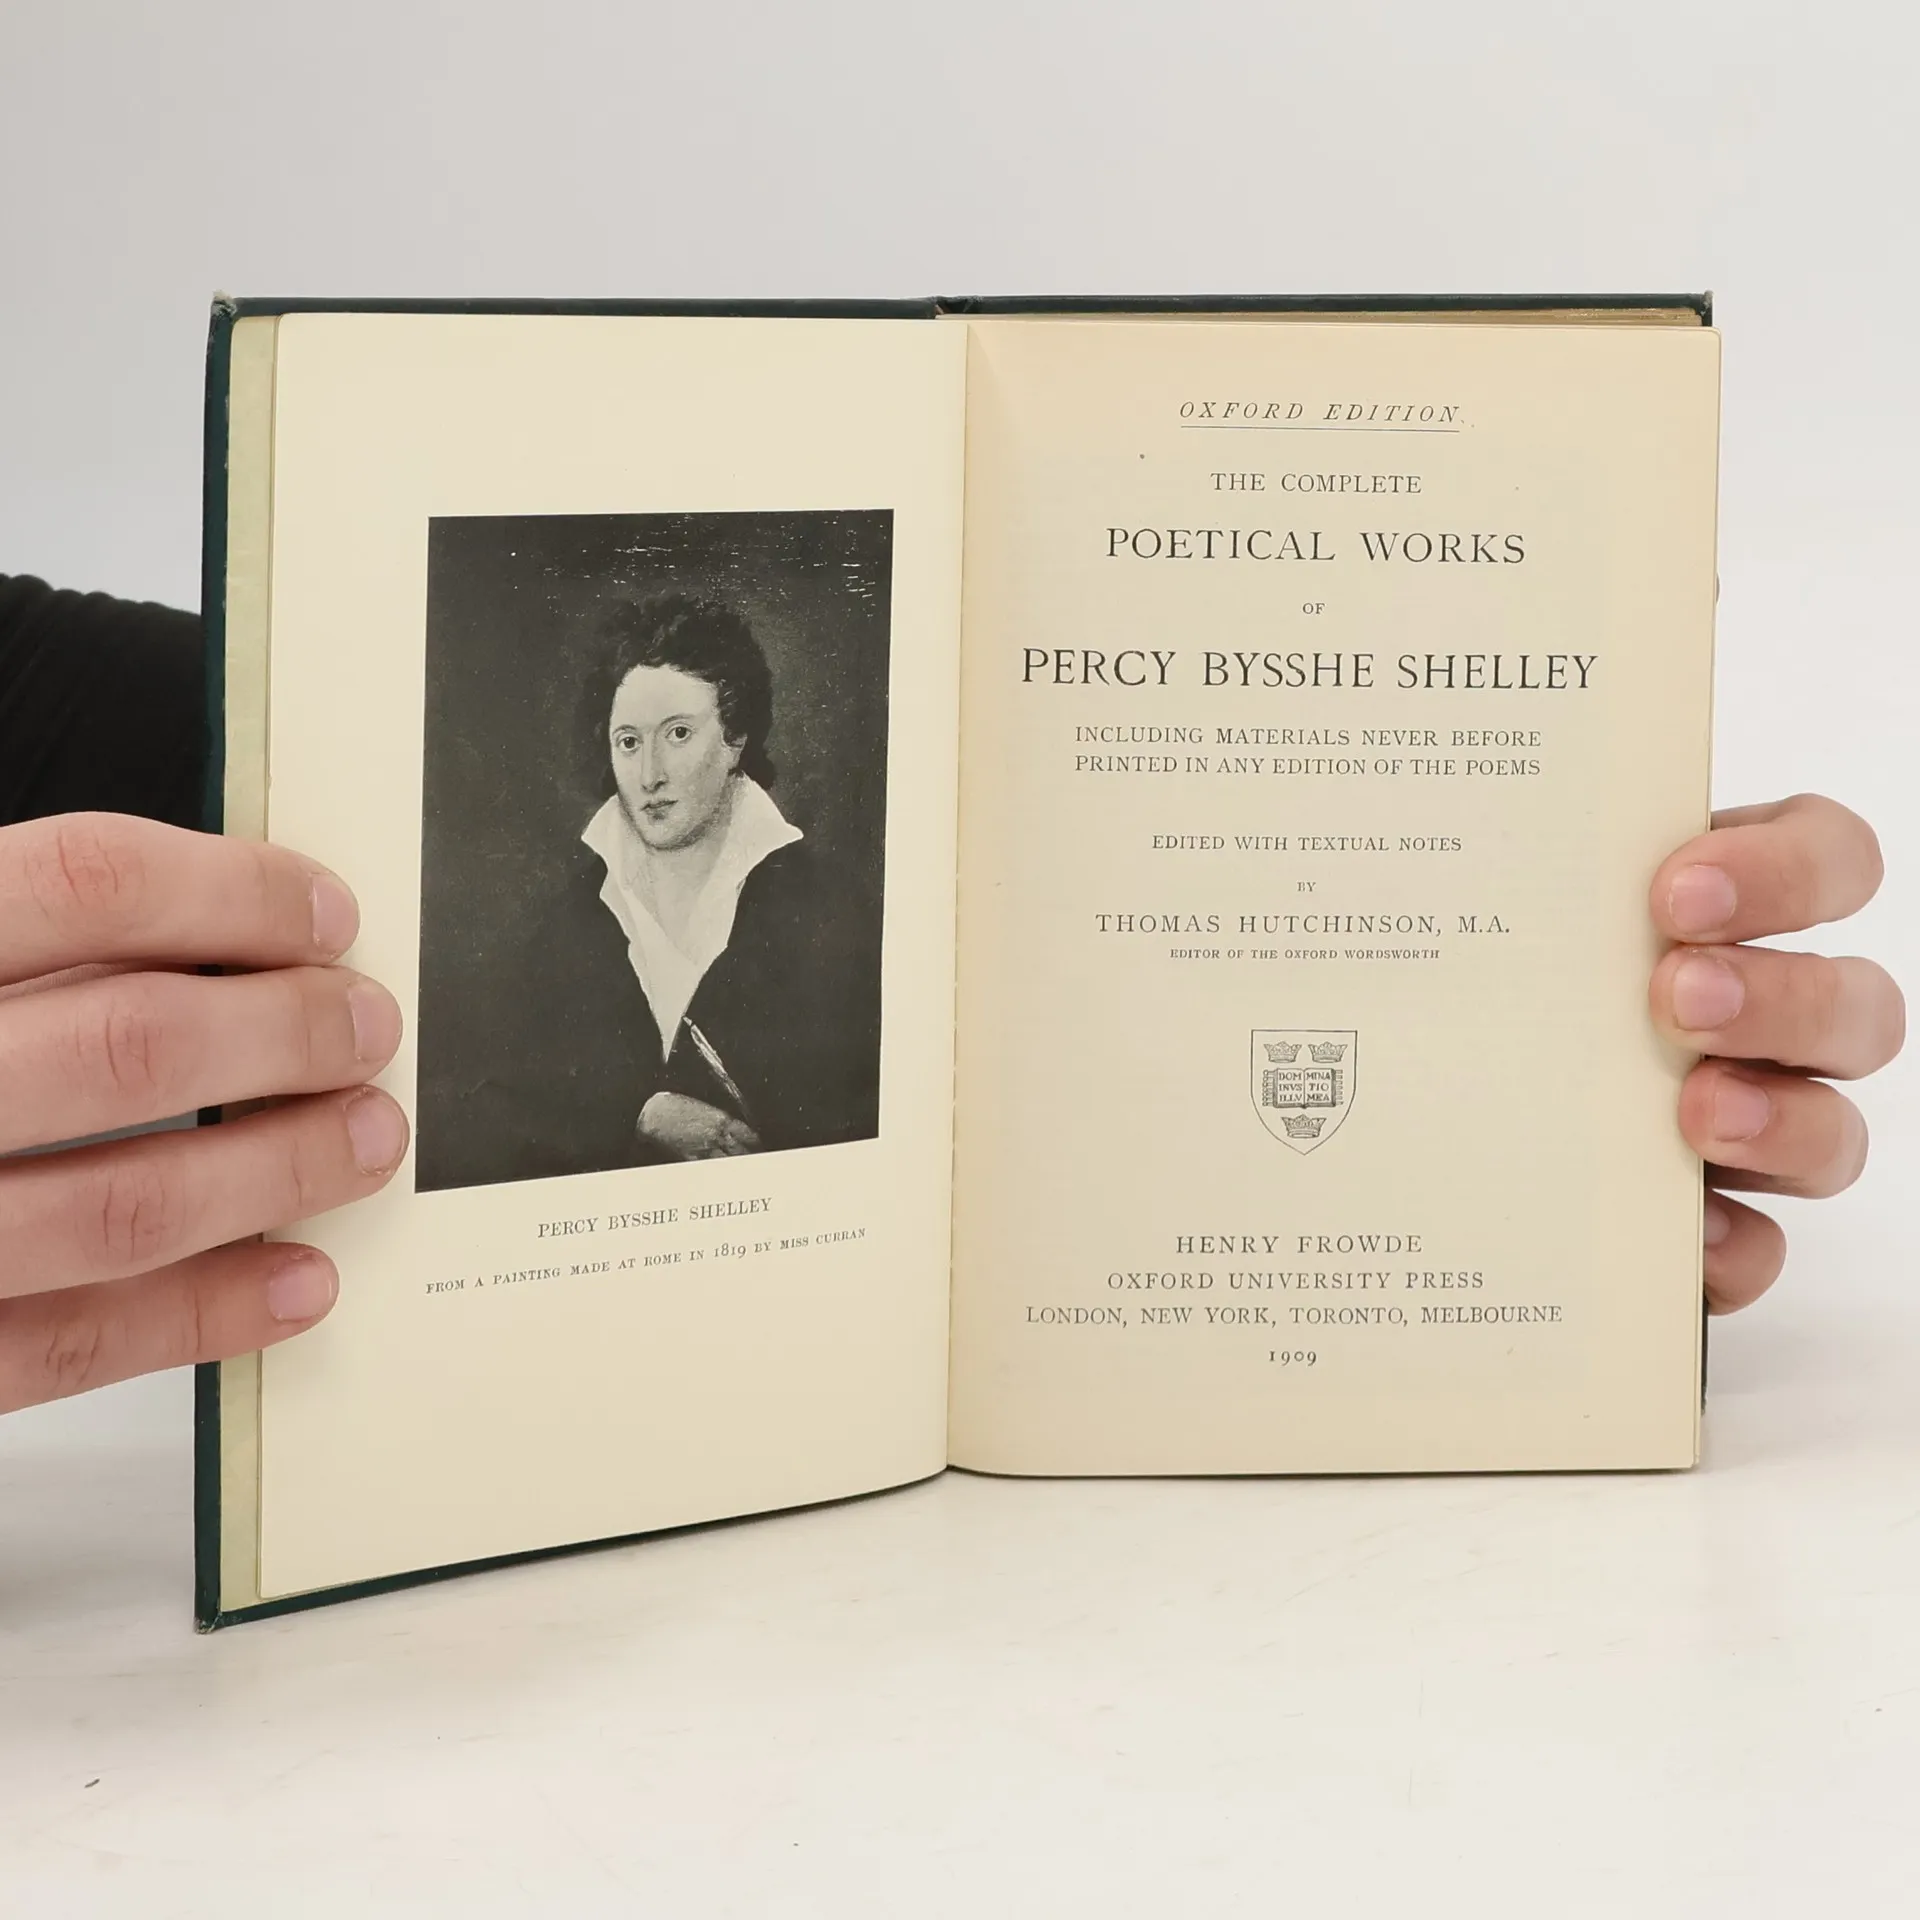 PERCY BYSSHE SHELLEY
FROM A PAINTING MADE AT ROME IN 1819 BY MISS CURRAN
OXFORD EDITION.
THE COMPLETE
POETICAL WORKS
OF
PERCY BYSSHE SHELLEY
INCLUDING MATERIALS NEVER BEFORE
PRINTED IN ANY EDITION OF THE POEMS
EDITED WITH TEXTUAL NOTES
BY
THOMAS HUTCHINSON, M.A.
EDITOR OF THE OXFORD WORDSWORTH
DOM MINA
INVS TIO
ILLV MEA
HENRY FROWDE
OXFORD UNIVERSITY PRESS
LONDON, NEW YORK, TORONTO, MELBOURNE
1909